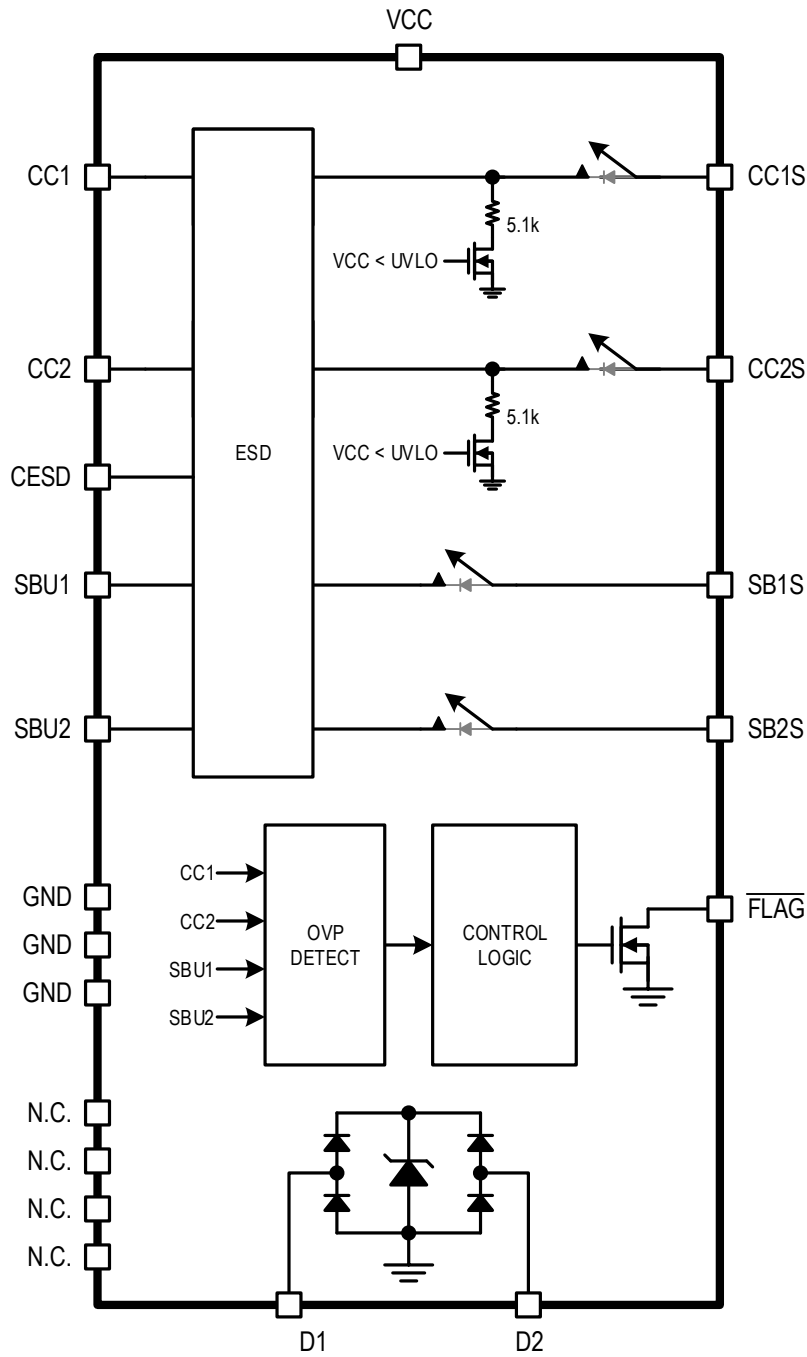 VCC
CC1
CC1S
5.1k
VCC < UVLO
CC2
CC2S
5.1k
VCC < UVLO
ESD
CESD
SBU1
SB1S
SBU2
SB2S
GND
GND
GND
CC1
CC2
SBU1
SBU2
OVP
DETECT
CONTROL
LOGIC
FLAG
N.C.
N.C.
N.C.
N.C.
D1
D2